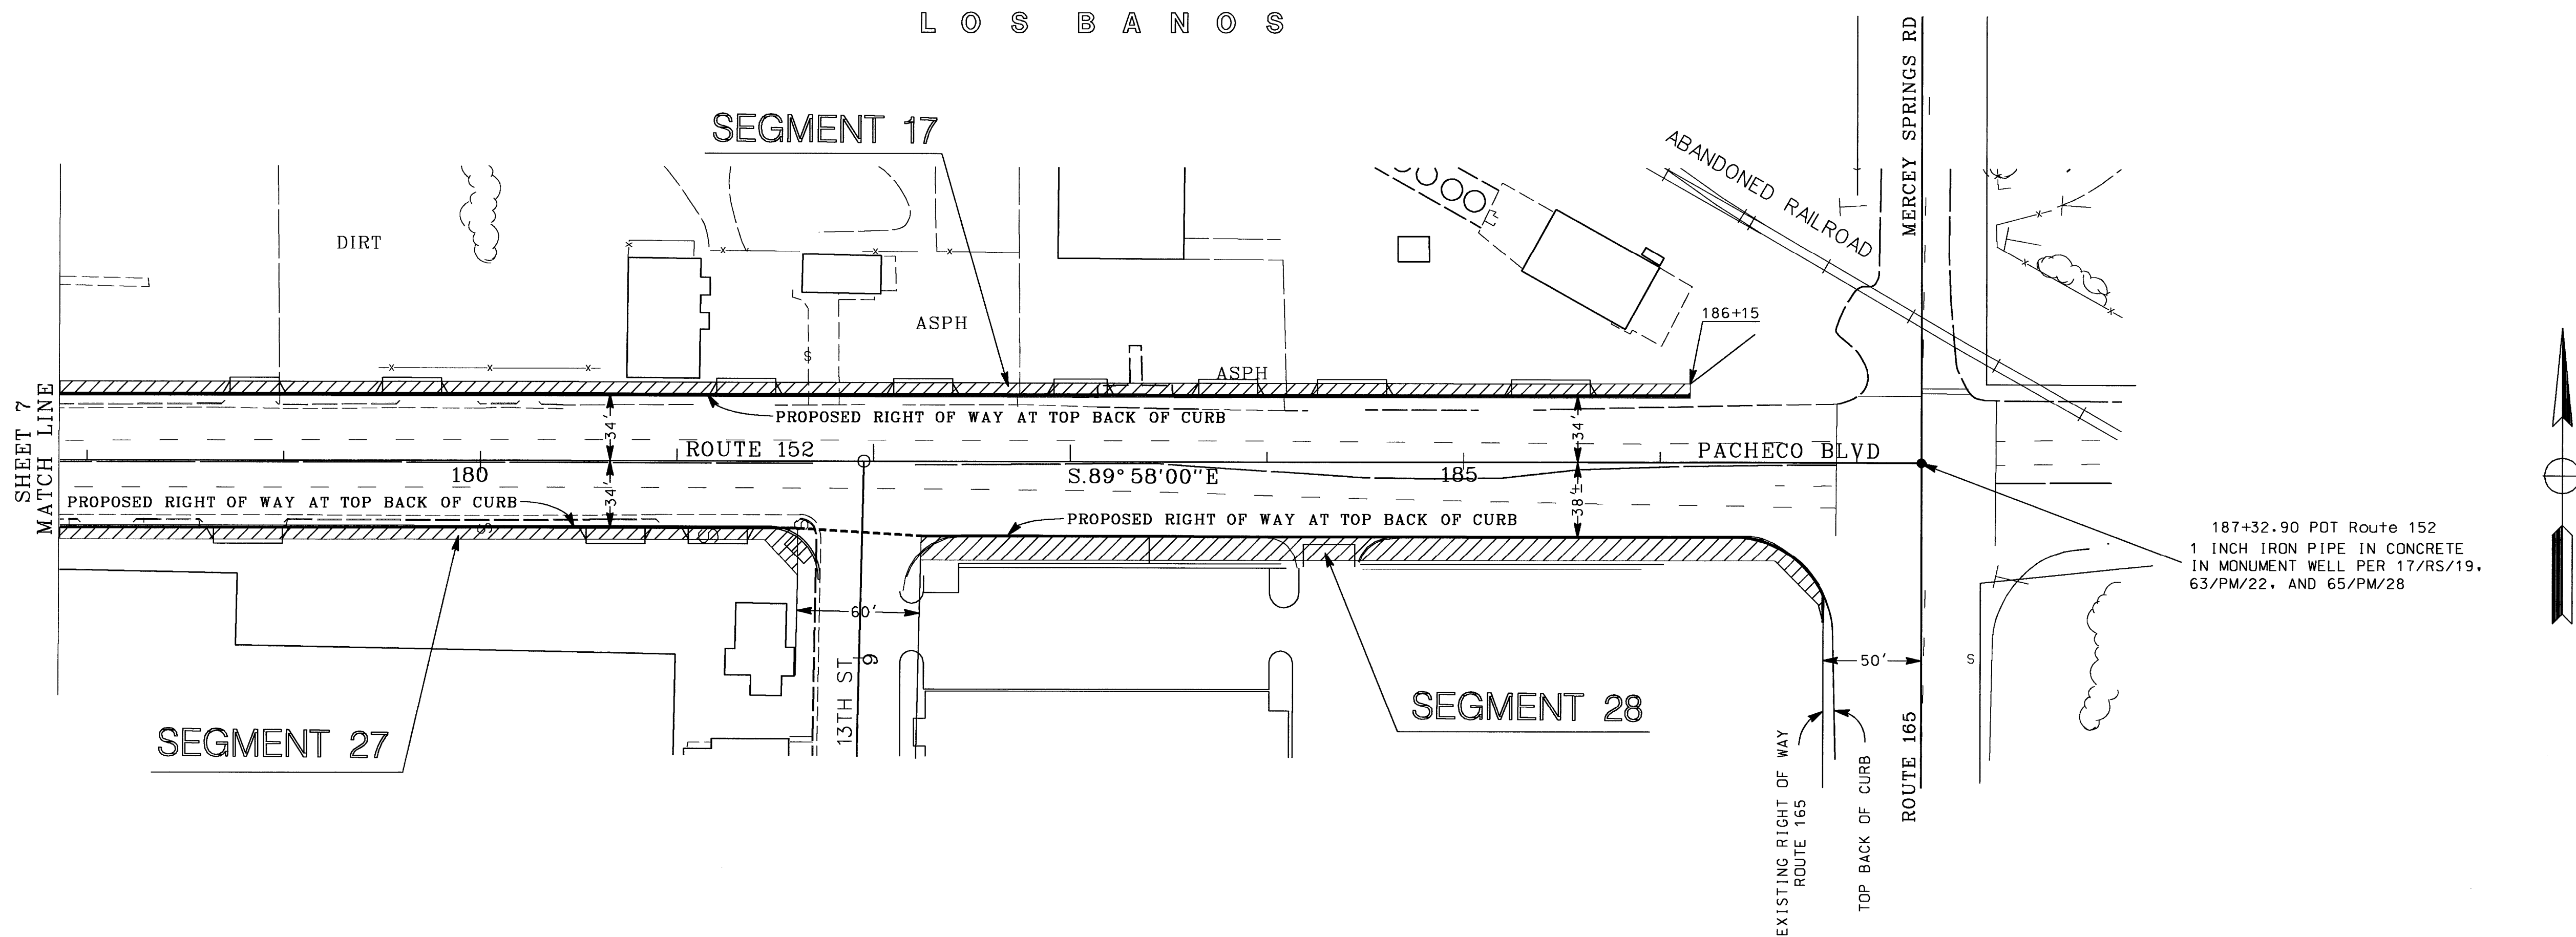 LOS BANOS
MERCEY SPRINGS RD
SEGMENT 17
ABANDONED RAILROAD
DIRT
ASPH
S
186+15
ASPH
SHEET 7
MATCH LINE
34'
PROPOSED RIGHT OF WAY AT TOP BACK OF CURB
34'
ROUTE 152
PACHECO BLVD
180
S.89°58'00"E
185
PROPOSED RIGHT OF WAY AT TOP BACK OF CURB
34'
38'±
PROPOSED RIGHT OF WAY AT TOP BACK OF CURB
S
187+32.90 POT Route 152
1 INCH IRON PIPE IN CONCRETE
IN MONUMENT WELL PER 17/RS/19,
63/PM/22, AND 65/PM/28
60'
9
13TH ST
50'
S
SEGMENT 28
SEGMENT 27
EXISTING RIGHT OF WAY
ROUTE 165
TOP BACK OF CURB
ROUTE 165